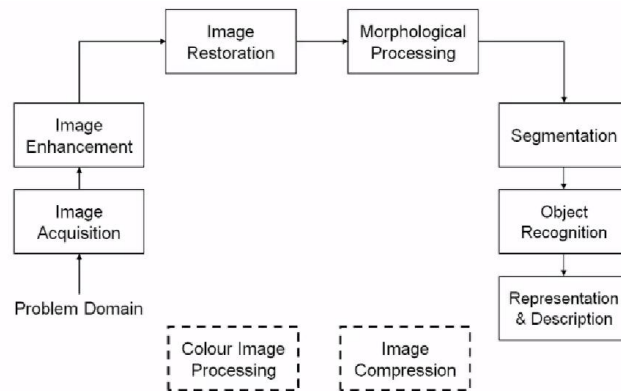 Image
Restoration
Morphological
Processing
Image
Enhancement
Segmentation
Image
Acquisition
Object
Recognition
Problem Domain
Representation
& Description
Colour Image
Processing
Image
Compression